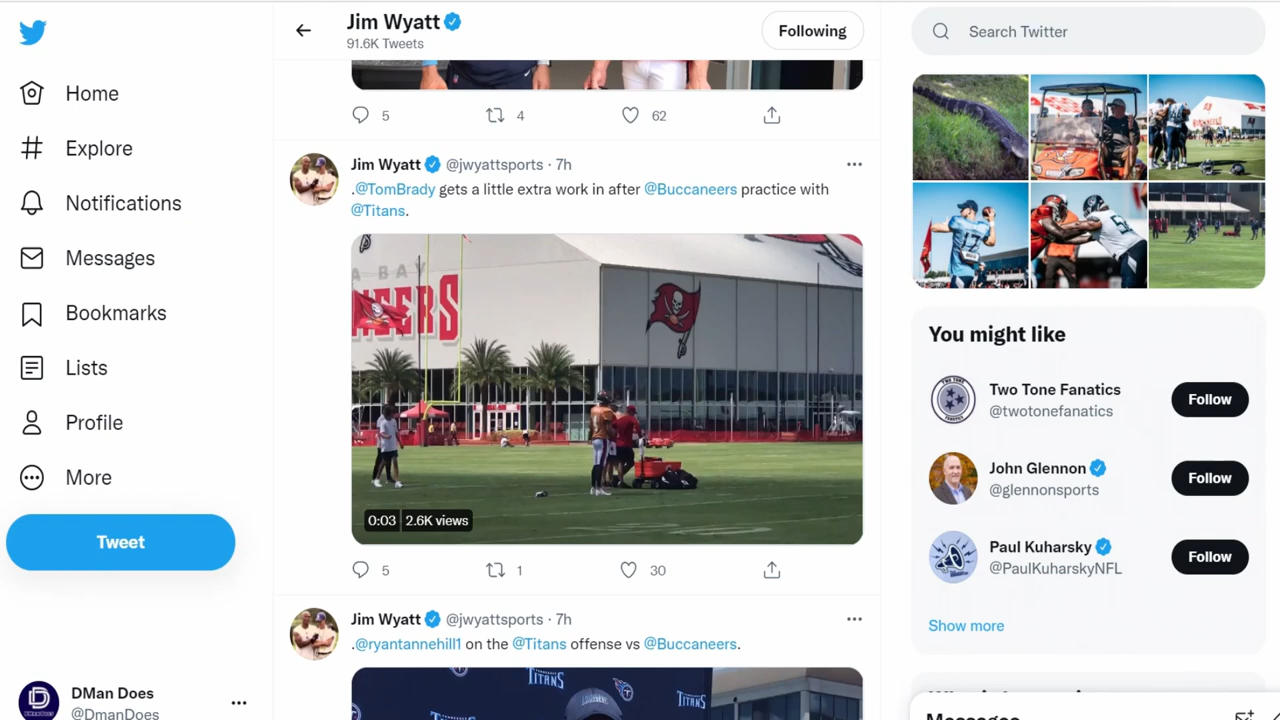 Home
Explore
Notifications
Messages
Bookmarks
Lists
Profile
More
Tweet
DMan Does
@DmanDoes
Jim Wyatt
91.6K Tweets
Following
5 4 62
Jim Wyatt @jwyattsports · 7h
.@TomBrady gets a little extra work in after @Buccaneers practice with
@Titans.
A BAY
EERS
0:03 2.6K views
5 1 30
Jim Wyatt @jwyattsports · 7h
.@ryantannehill1 on the @Titans offense vs @Buccaneers.
TITANS
TITANS
Search Twitter
You might like
Two Tone Fanatics
@twotonefanatics
Follow
John Glennon
@glennonsports
Follow
Paul Kuharsky
@PaulKuharskyNFL
Follow
Show more
Messages